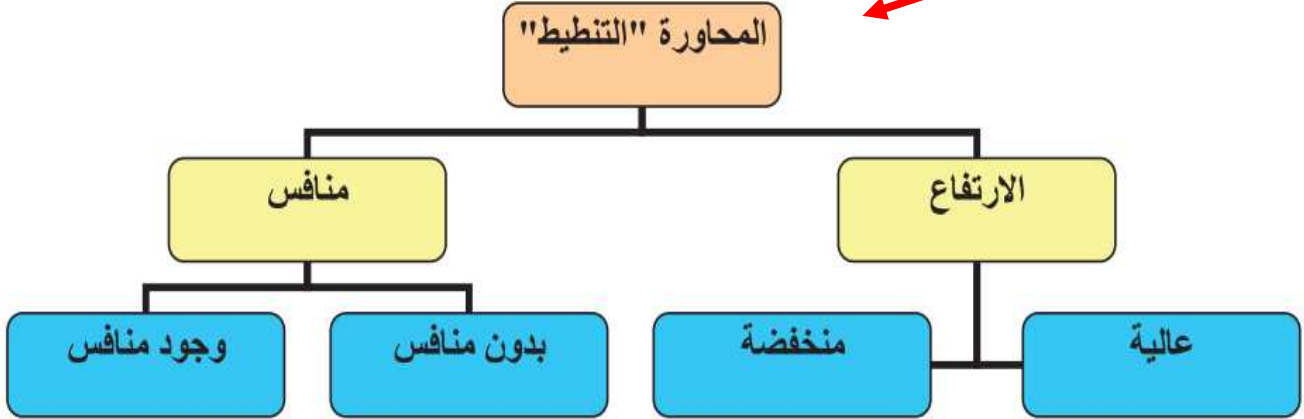 المحاورة "التنطيط"
الارتفاع
منافس
عالية
منخفضة
بدون منافس
وجود منافس